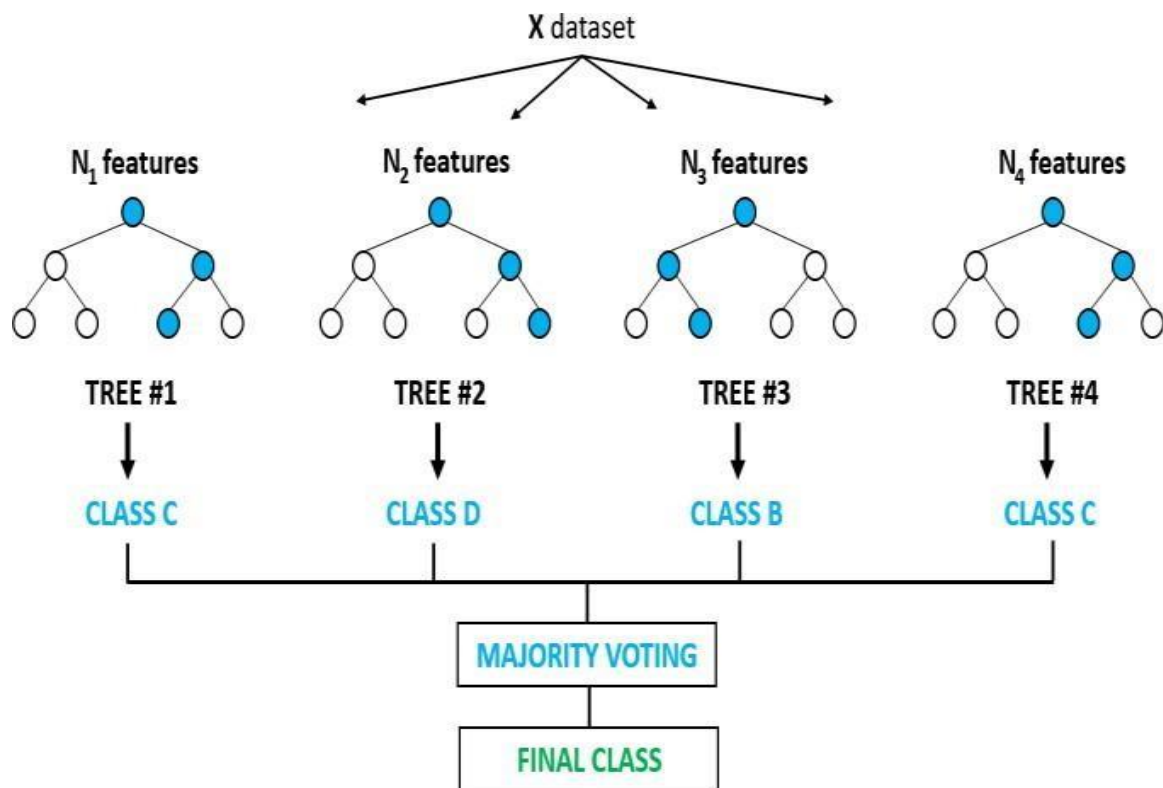 X dataset
N₁ features N₂ features N₃ features N₄ features
TREE #1 TREE #2 TREE #3 TREE #4
CLASS C CLASS D CLASS B CLASS C
MAJORITY VOTING
FINAL CLASS